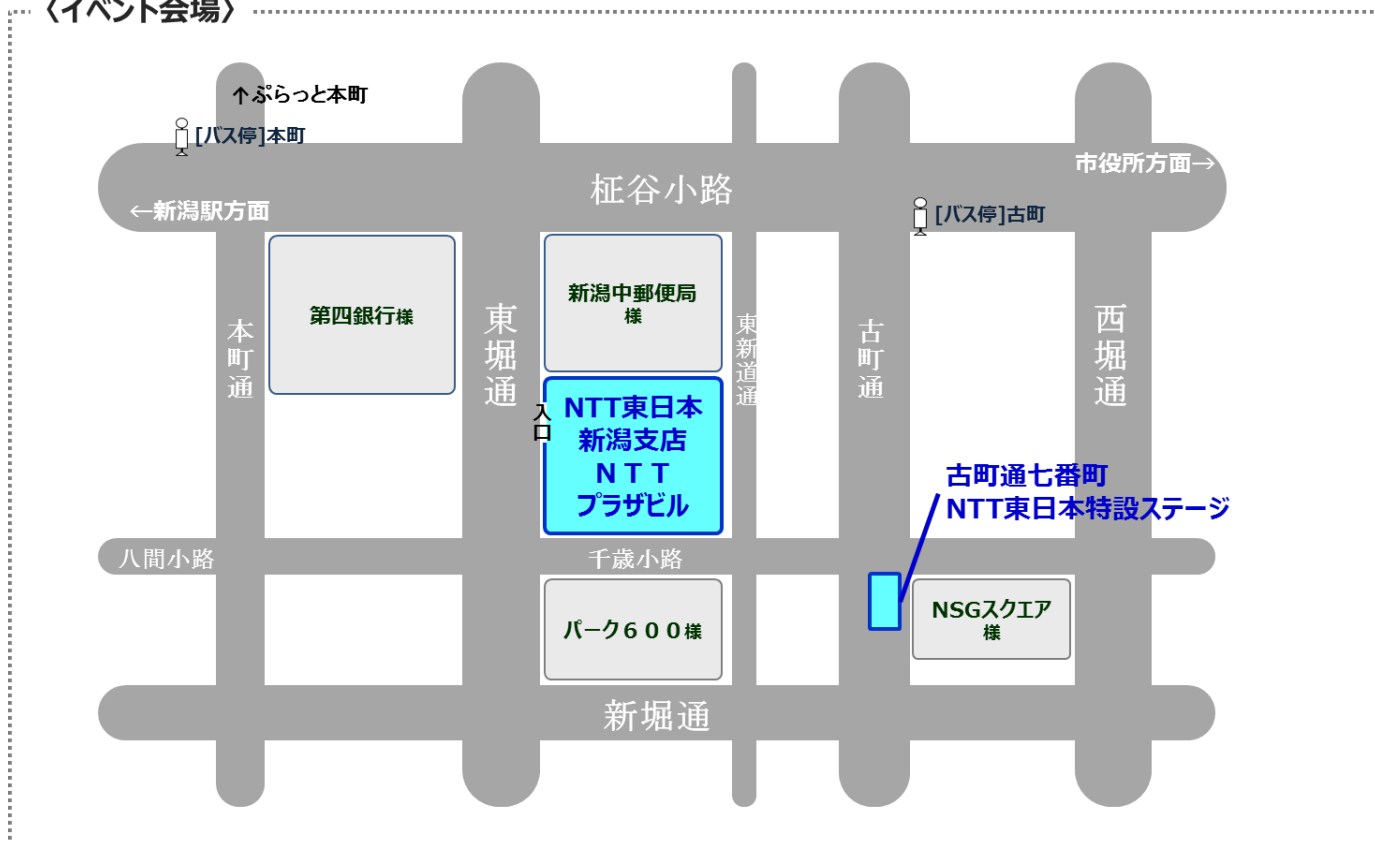 〈イベント会場〉
↑ぷらっと本町
[バス停]本町
市役所方面→
柾谷小路
←新潟駅方面
[バス停]古町
第四銀行様
新潟中郵便局
様
本町通
東堀通
東新道通
古町通
西堀通
入口
NTT東日本
新潟支店
ＮＴＴ
プラザビル
古町通七番町
NTT東日本特設ステージ
八間小路
千歳小路
パーク６００様
NSGスクエア
様
新堀通